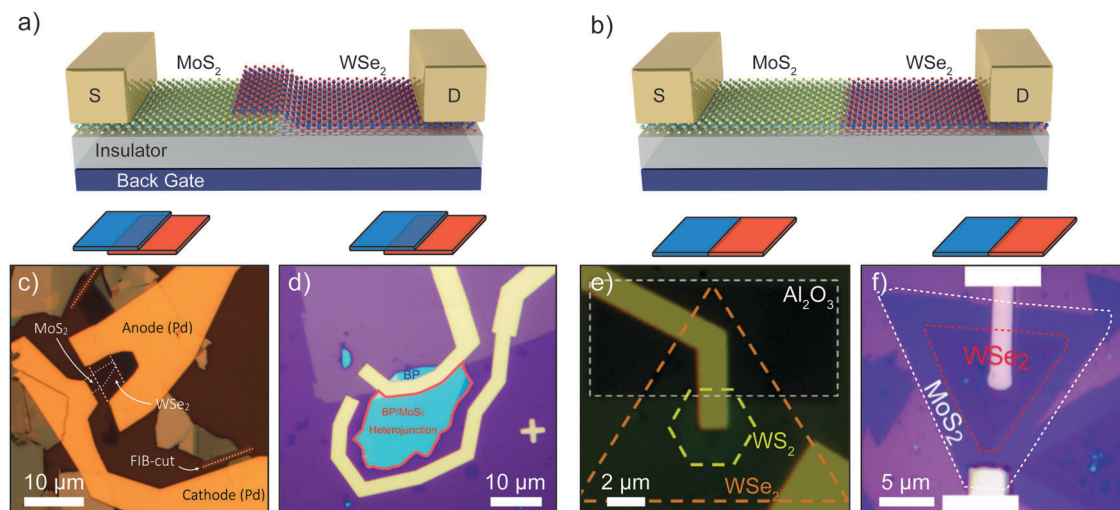 a)
MoS₂
WSe₂
S
D
Insulator
Back Gate
b)
MoS₂
WSe₂
S
D
c)
MoS₂
Anode (Pd)
WSe₂
FIB-cut
10 µm
Cathode (Pd)
d)
BP
BP/MoS₂
Heterojunction
10 µm
e)
Al₂O₃
WS₂
WSe₂
2 µm
f)
WSe₂
MoS₂
5 µm